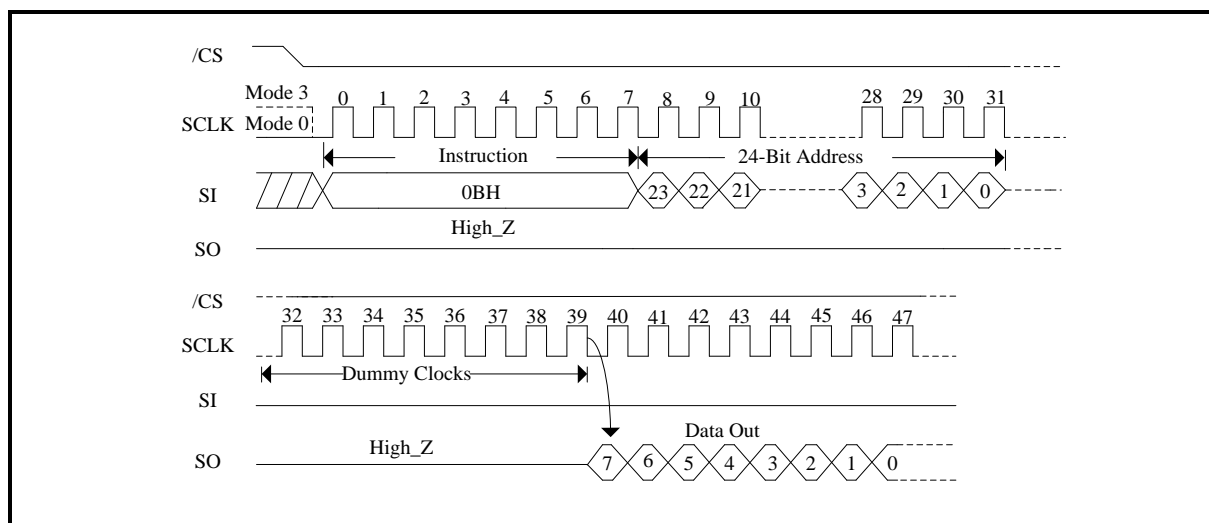 /CS
Mode 3
0 1 2 3 4 5 6 7 8 9 10 28 29 30 31
SCLK Mode 0
Instruction 24-Bit Address
SI 0BH 23 22 21 3 2 1 0
High_Z
SO
/CS
32 33 34 35 36 37 38 39 40 41 42 43 44 45 46 47
SCLK
Dummy Clocks
SI
High_Z Data Out
SO 7 6 5 4 3 2 1 0